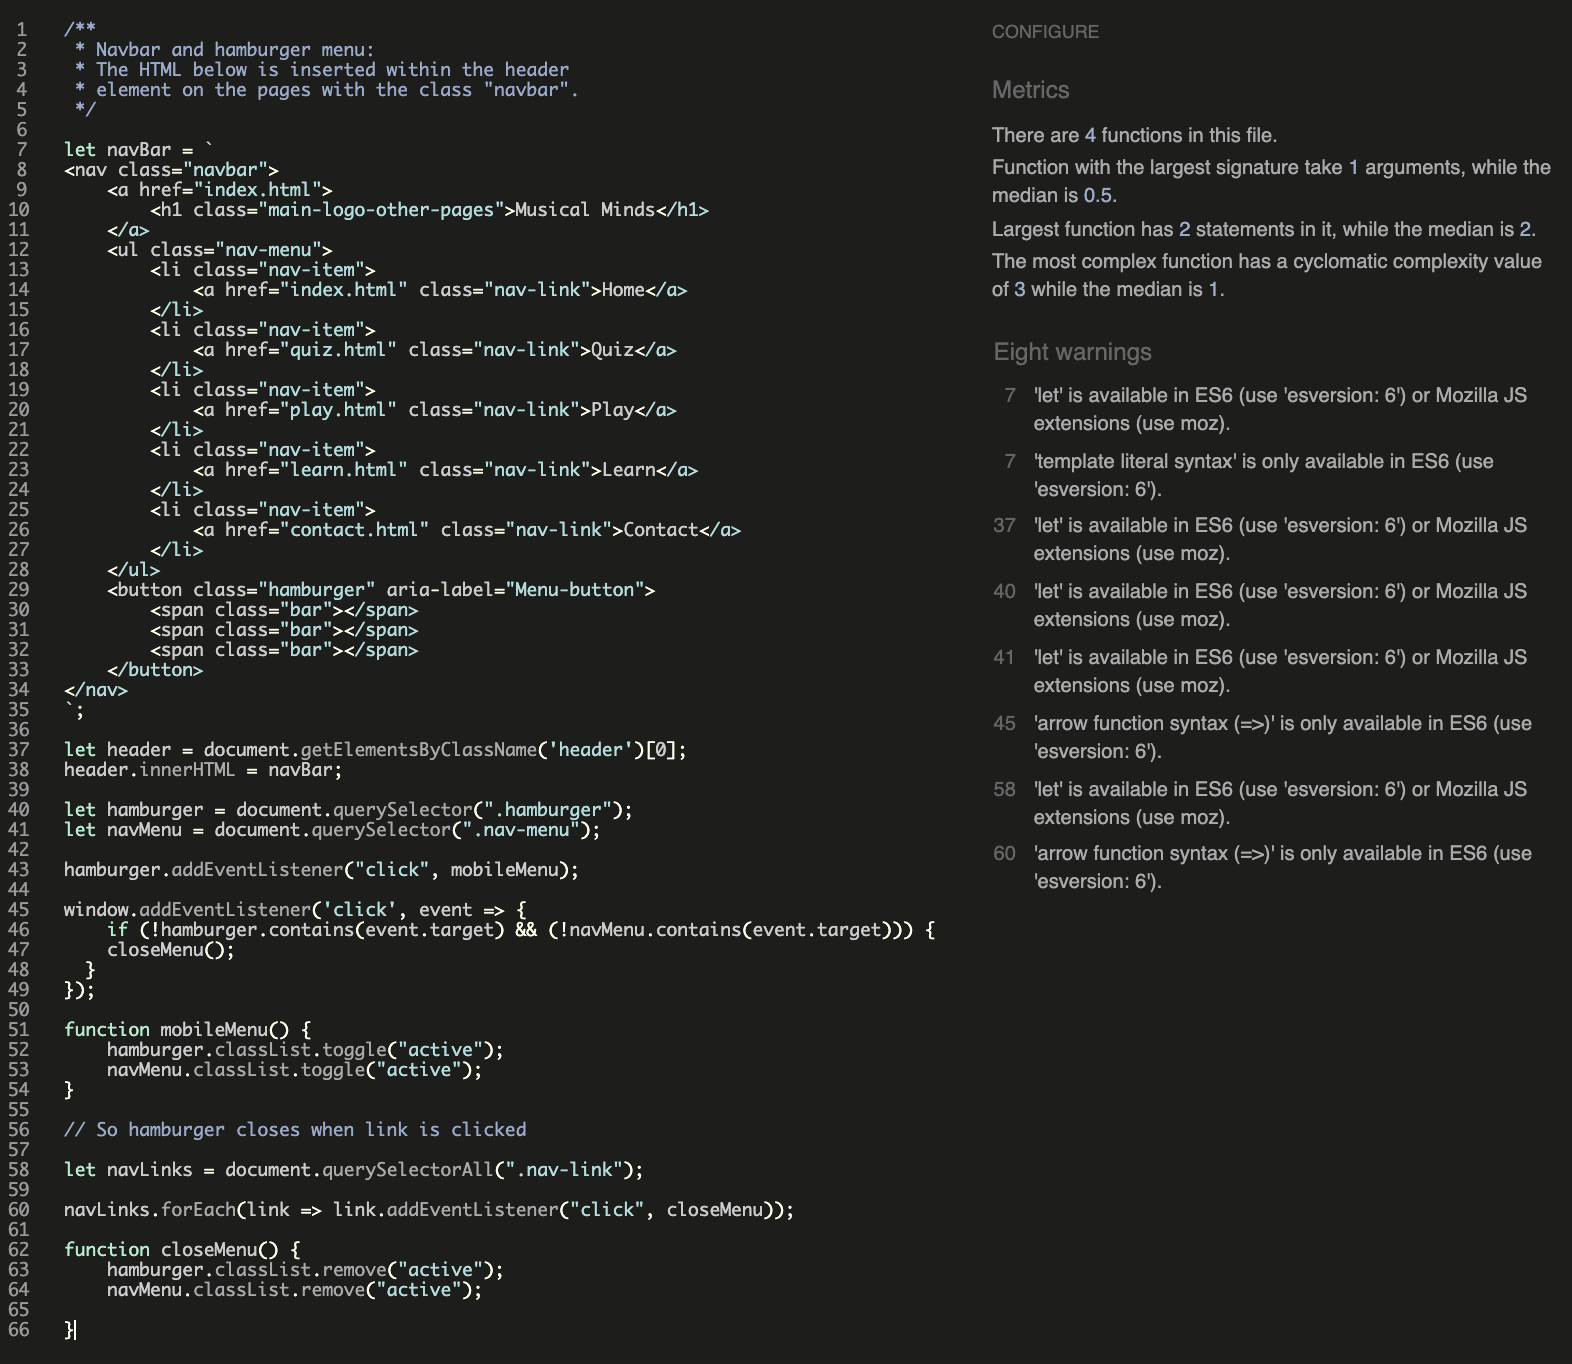 1 /**
2  * Navbar and hamburger menu:
3  * The HTML below is inserted within the header
4  * element on the pages with the class "navbar".
5  */
6
7 let navBar = `
8 <nav class="navbar">
9     <a href="index.html">
10         <h1 class="main-logo-other-pages">Musical Minds</h1>
11     </a>
12     <ul class="nav-menu">
13         <li class="nav-item">
14             <a href="index.html" class="nav-link">Home</a>
15         </li>
16         <li class="nav-item">
17             <a href="quiz.html" class="nav-link">Quiz</a>
18         </li>
19         <li class="nav-item">
20             <a href="play.html" class="nav-link">Play</a>
21         </li>
22         <li class="nav-item">
23             <a href="learn.html" class="nav-link">Learn</a>
24         </li>
25         <li class="nav-item">
26             <a href="contact.html" class="nav-link">Contact</a>
27         </li>
28     </ul>
29     <button class="hamburger" aria-label="Menu-button">
30         <span class="bar"></span>
31         <span class="bar"></span>
32         <span class="bar"></span>
33     </button>
34 </nav>
35 `;
36
37 let header = document.getElementsByClassName('header')[0];
38 header.innerHTML = navBar;
39
40 let hamburger = document.querySelector(".hamburger");
41 let navMenu = document.querySelector(".nav-menu");
42
43 hamburger.addEventListener("click", mobileMenu);
44
45 window.addEventListener('click', event => {
46     if (!hamburger.contains(event.target) && (!navMenu.contains(event.target))) {
47     closeMenu();
48   }
49 });
50
51 function mobileMenu() {
52     hamburger.classList.toggle("active");
53     navMenu.classList.toggle("active");
54 }
55
56 // So hamburger closes when link is clicked
57
58 let navLinks = document.querySelectorAll(".nav-link");
59
60 navLinks.forEach(link => link.addEventListener("click", closeMenu));
61
62 function closeMenu() {
63     hamburger.classList.remove("active");
64     navMenu.classList.remove("active");
65
66 }
CONFIGURE
Metrics
There are 4 functions in this file.
Function with the largest signature take 1 arguments, while the
median is 0.5.
Largest function has 2 statements in it, while the median is 2.
The most complex function has a cyclomatic complexity value
of 3 while the median is 1.
Eight warnings
7 'let' is available in ES6 (use 'esversion: 6') or Mozilla JS
extensions (use moz).
7 'template literal syntax' is only available in ES6 (use
'esversion: 6').
37 'let' is available in ES6 (use 'esversion: 6') or Mozilla JS
extensions (use moz).
40 'let' is available in ES6 (use 'esversion: 6') or Mozilla JS
extensions (use moz).
41 'let' is available in ES6 (use 'esversion: 6') or Mozilla JS
extensions (use moz).
45 'arrow function syntax (=>)' is only available in ES6 (use
'esversion: 6').
58 'let' is available in ES6 (use 'esversion: 6') or Mozilla JS
extensions (use moz).
60 'arrow function syntax (=>)' is only available in ES6 (use
'esversion: 6').